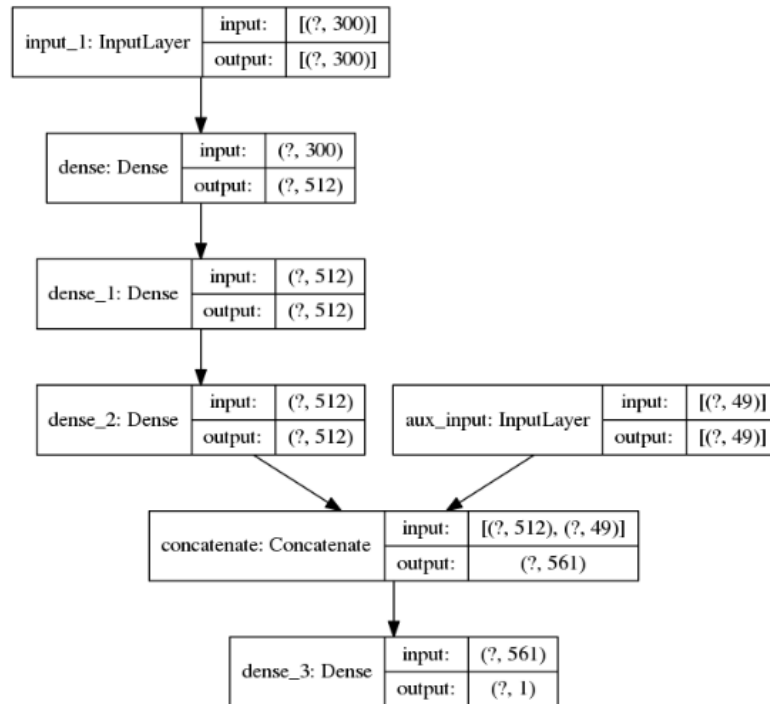 input_1: InputLayer input: [(?, 300)]
output: [(?, 300)]
dense: Dense input: (?, 300)
output: (?, 512)
dense_1: Dense input: (?, 512)
output: (?, 512)
dense_2: Dense input: (?, 512)
output: (?, 512)
aux_input: InputLayer input: [(?, 49)]
output: [(?, 49)]
concatenate: Concatenate input: [(?, 512), (?, 49)]
output: (?, 561)
dense_3: Dense input: (?, 561)
output: (?, 1)